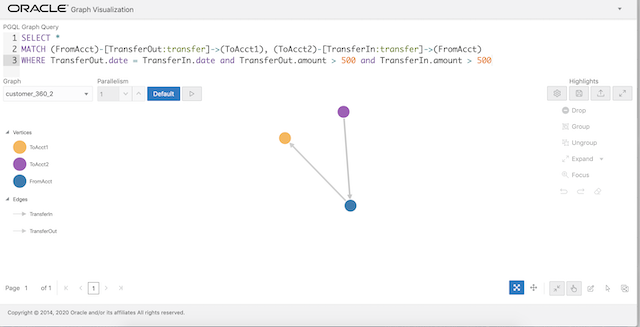 ORACLE® Graph Visualization
PGQL Graph Query
1 SELECT *
2 MATCH (FromAcct)-[TransferOut:transfer]->(ToAcct1), (ToAcct2)-[TransferIn:transfer]->(FromAcct)
3 WHERE TransferOut.date = TransferIn.date and TransferOut.amount > 500 and TransferIn.amount > 500
Graph Parallelism Highlights
customer_360_2 1 Default
Drop
Group
Ungroup
Expand
Focus
Vertices
ToAcct1
ToAcct2
FromAcct
Edges
TransferIn
TransferOut
Page 1 of 1 1
Copyright © 2014, 2020 Oracle and/or its affiliates All rights reserved.